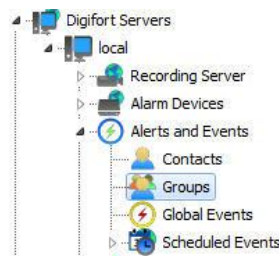 Digifort Servers
local
Recording Server
Alarm Devices
Alerts and Events
Contacts
Groups
Global Events
Scheduled Events